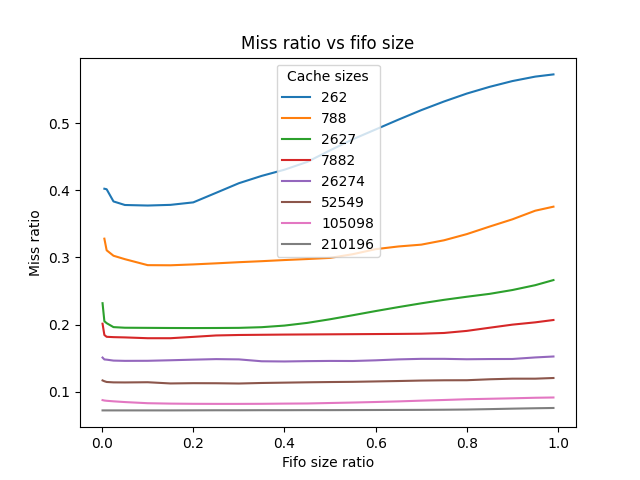 Miss ratio vs fifo size
Cache sizes
262
788
2627
7882
26274
52549
105098
210196
Miss ratio
0.5
0.4
0.3
0.2
0.1
0.0 0.2 0.4 0.6 0.8 1.0
Fifo size ratio